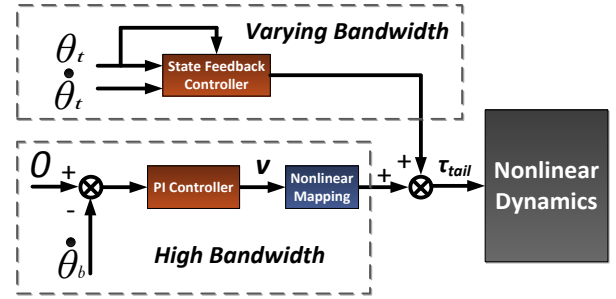 Varying Bandwidth
θt
θ̇t
State Feedback
Controller
0
+
-
θ̇b
PI Controller
v
Nonlinear
Mapping
+
+
τtail
Nonlinear
Dynamics
High Bandwidth